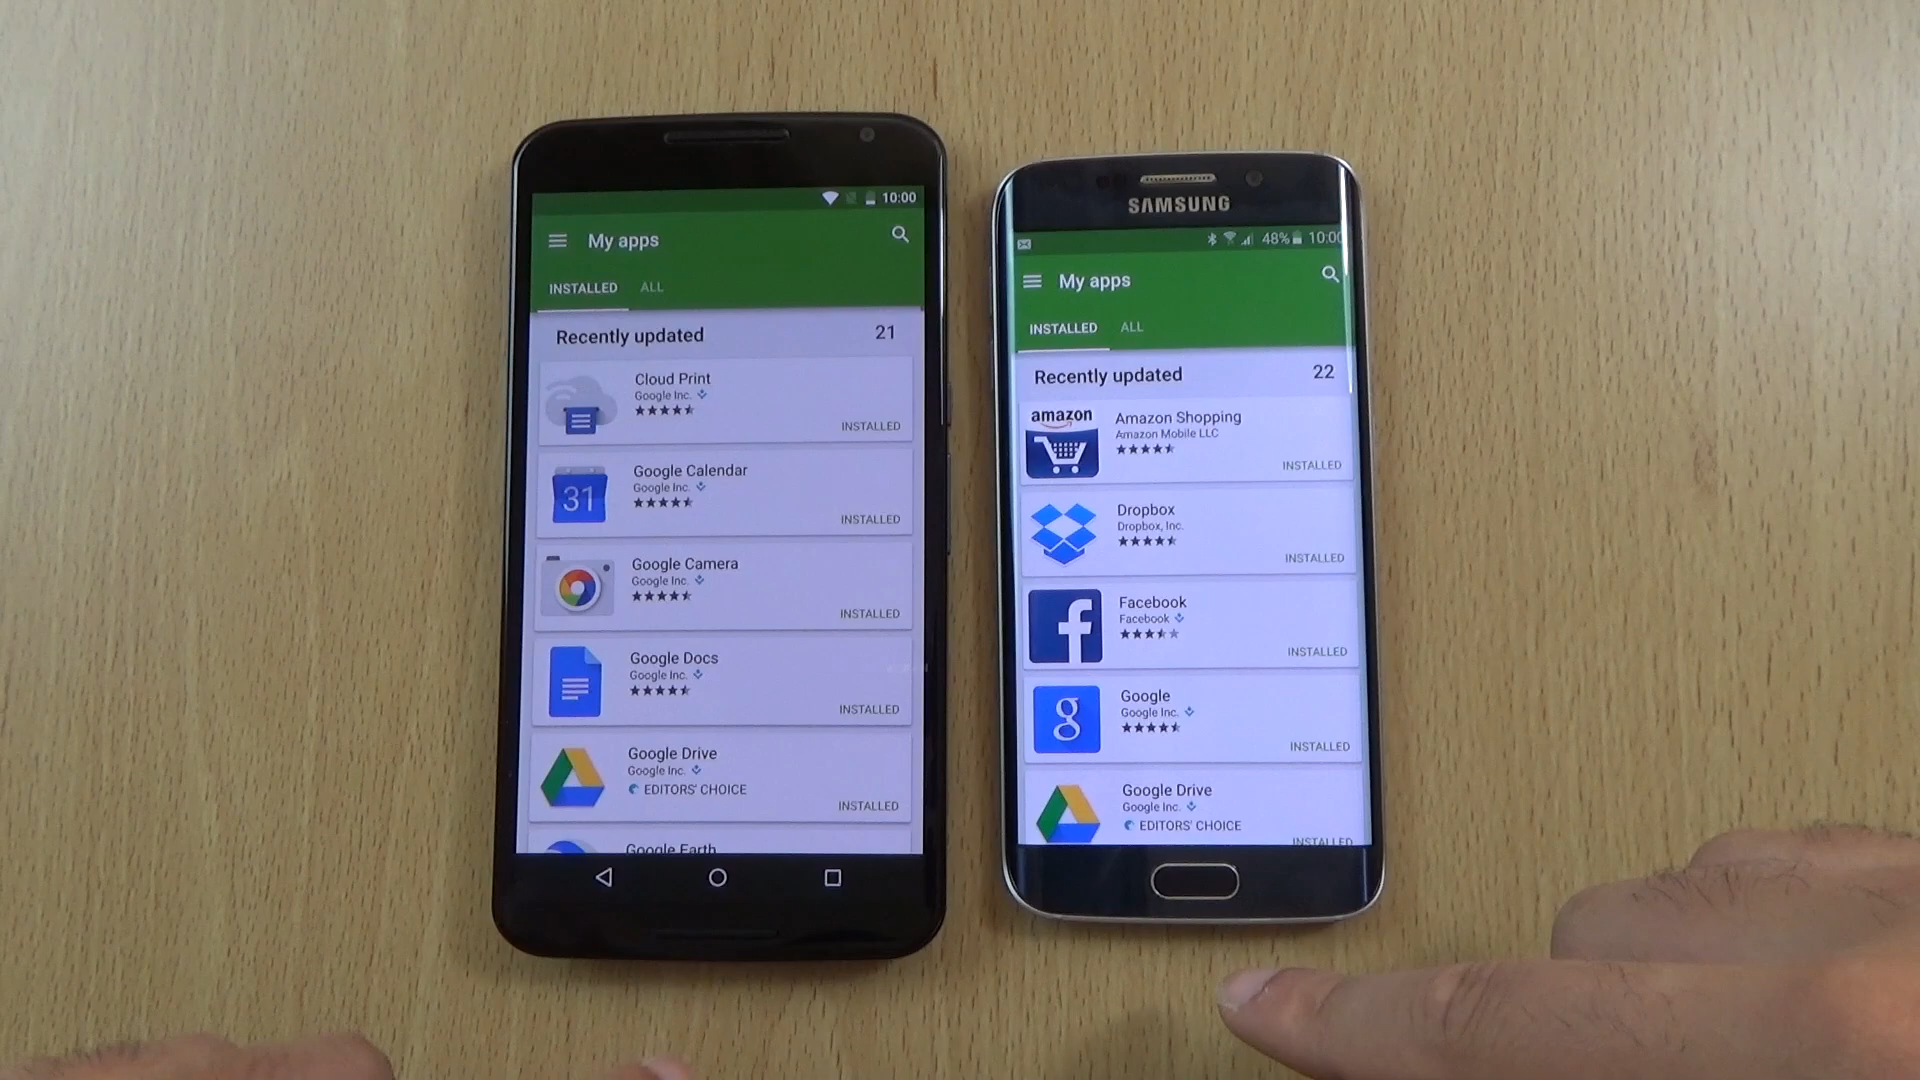 10:00
My apps
INSTALLED ALL
Recently updated 21
Cloud Print
Google Inc.
INSTALLED
31
Google Calendar
Google Inc.
INSTALLED
Google Camera
Google Inc.
INSTALLED
Google Docs
Google Inc.
INSTALLED
Google Drive
Google Inc.
EDITORS' CHOICE
INSTALLED
Google Earth
SAMSUNG
48% 10:00
My apps
INSTALLED ALL
Recently updated 22
amazon
Amazon Shopping
Amazon Mobile LLC
INSTALLED
Dropbox
Dropbox, Inc.
INSTALLED
f
Facebook
Facebook
INSTALLED
g
Google
Google Inc.
INSTALLED
Google Drive
Google Inc.
EDITORS' CHOICE
INSTALLED